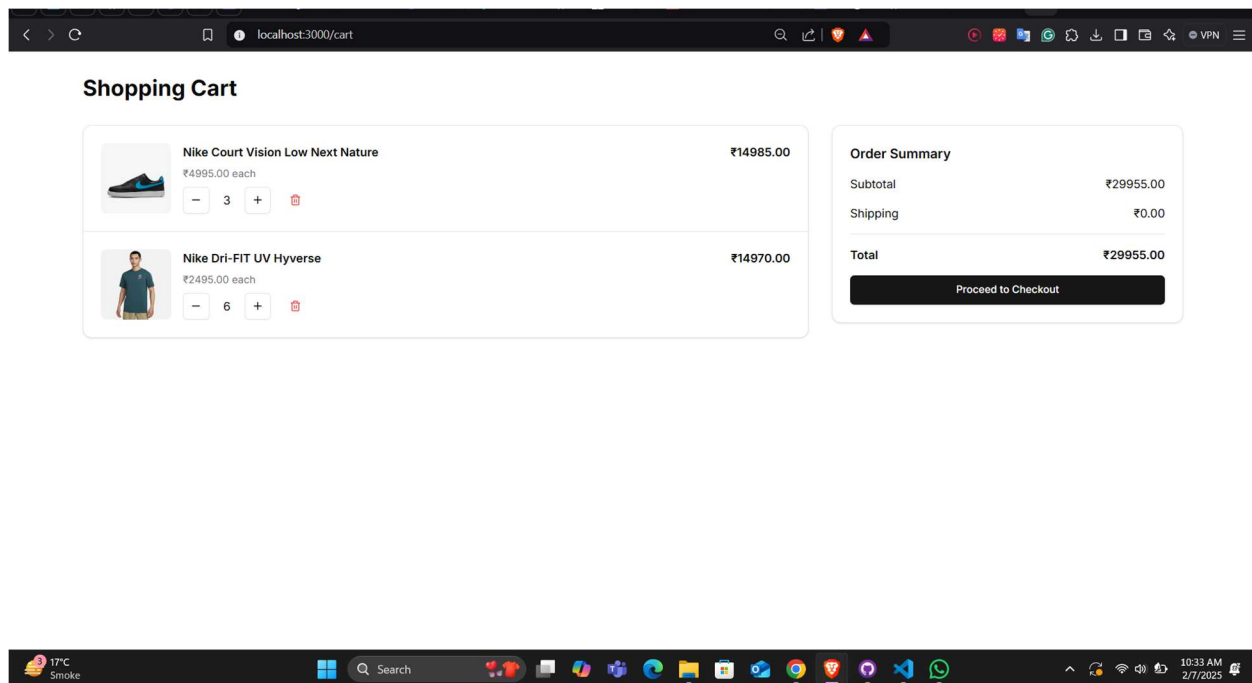 localhost:3000/cart
VPN
Shopping Cart
Nike Court Vision Low Next Nature
₹14985.00
₹4995.00 each
3
Nike Dri-FIT UV Hyverse
₹14970.00
₹2495.00 each
6
Order Summary
Subtotal ₹29955.00
Shipping ₹0.00
Total ₹29955.00
Proceed to Checkout
3
17°C
Smoke
Search
10:33 AM
2/7/2025